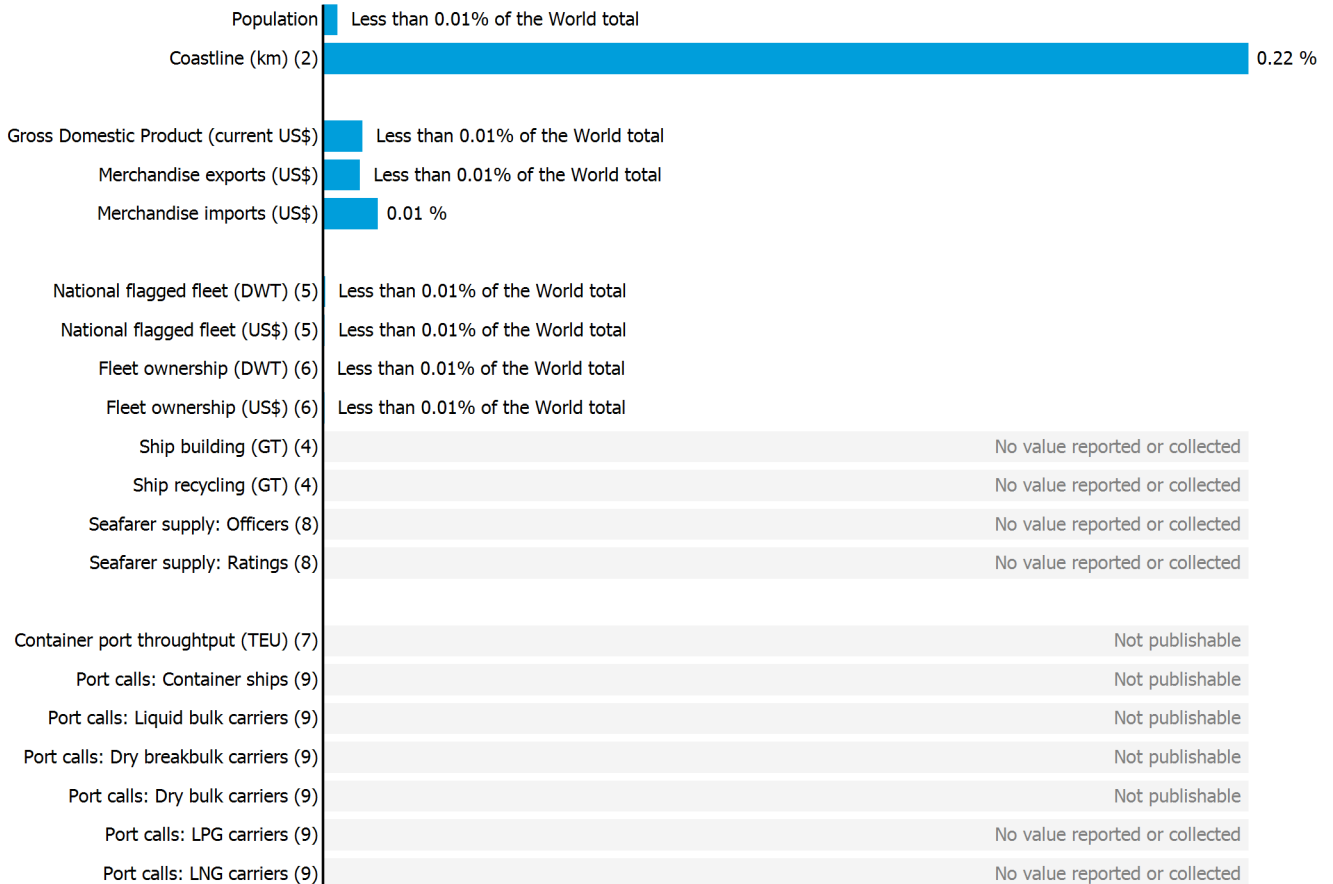 Population Less than 0.01% of the World total
Coastline (km) (2) 0.22 %
Gross Domestic Product (current US$) Less than 0.01% of the World total
Merchandise exports (US$) Less than 0.01% of the World total
Merchandise imports (US$) 0.01 %
National flagged fleet (DWT) (5) Less than 0.01% of the World total
National flagged fleet (US$) (5) Less than 0.01% of the World total
Fleet ownership (DWT) (6) Less than 0.01% of the World total
Fleet ownership (US$) (6) Less than 0.01% of the World total
Ship building (GT) (4) No value reported or collected
Ship recycling (GT) (4) No value reported or collected
Seafarer supply: Officers (8) No value reported or collected
Seafarer supply: Ratings (8) No value reported or collected
Container port throughtput (TEU) (7) Not publishable
Port calls: Container ships (9) Not publishable
Port calls: Liquid bulk carriers (9) Not publishable
Port calls: Dry breakbulk carriers (9) Not publishable
Port calls: Dry bulk carriers (9) Not publishable
Port calls: LPG carriers (9) No value reported or collected
Port calls: LNG carriers (9) No value reported or collected